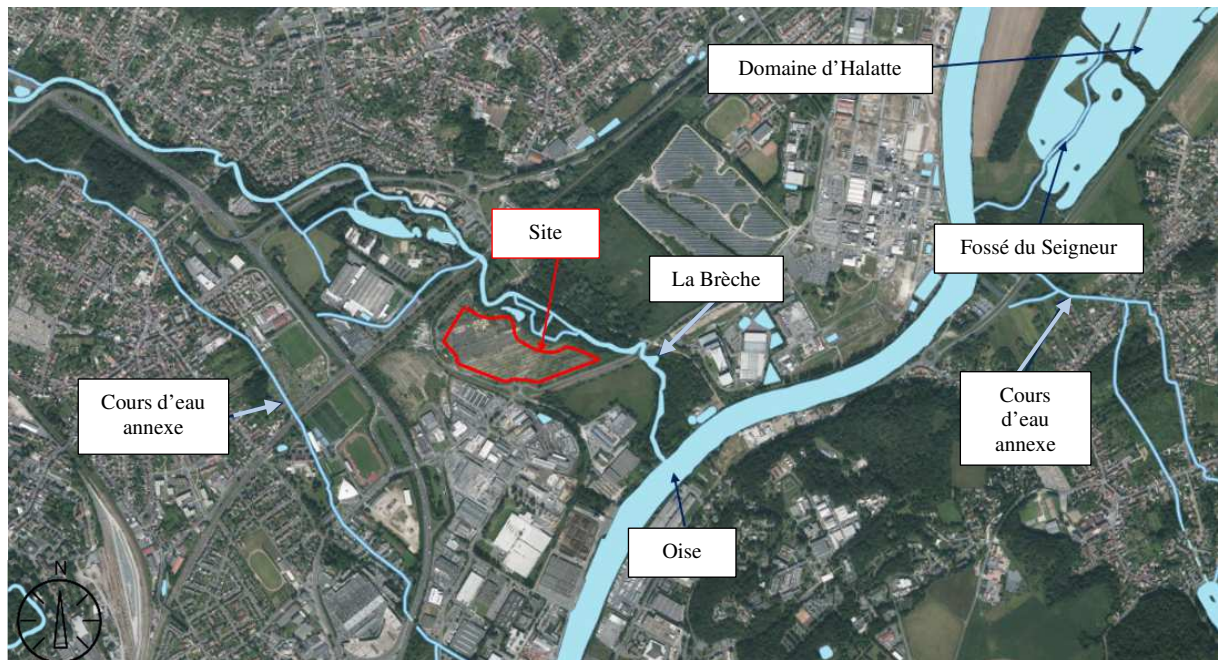 Domaine d’Halatte
Site
La Brèche
Fossé du Seigneur
Cours d’eau
annexe
Cours
d’eau
annexe
Oise
N